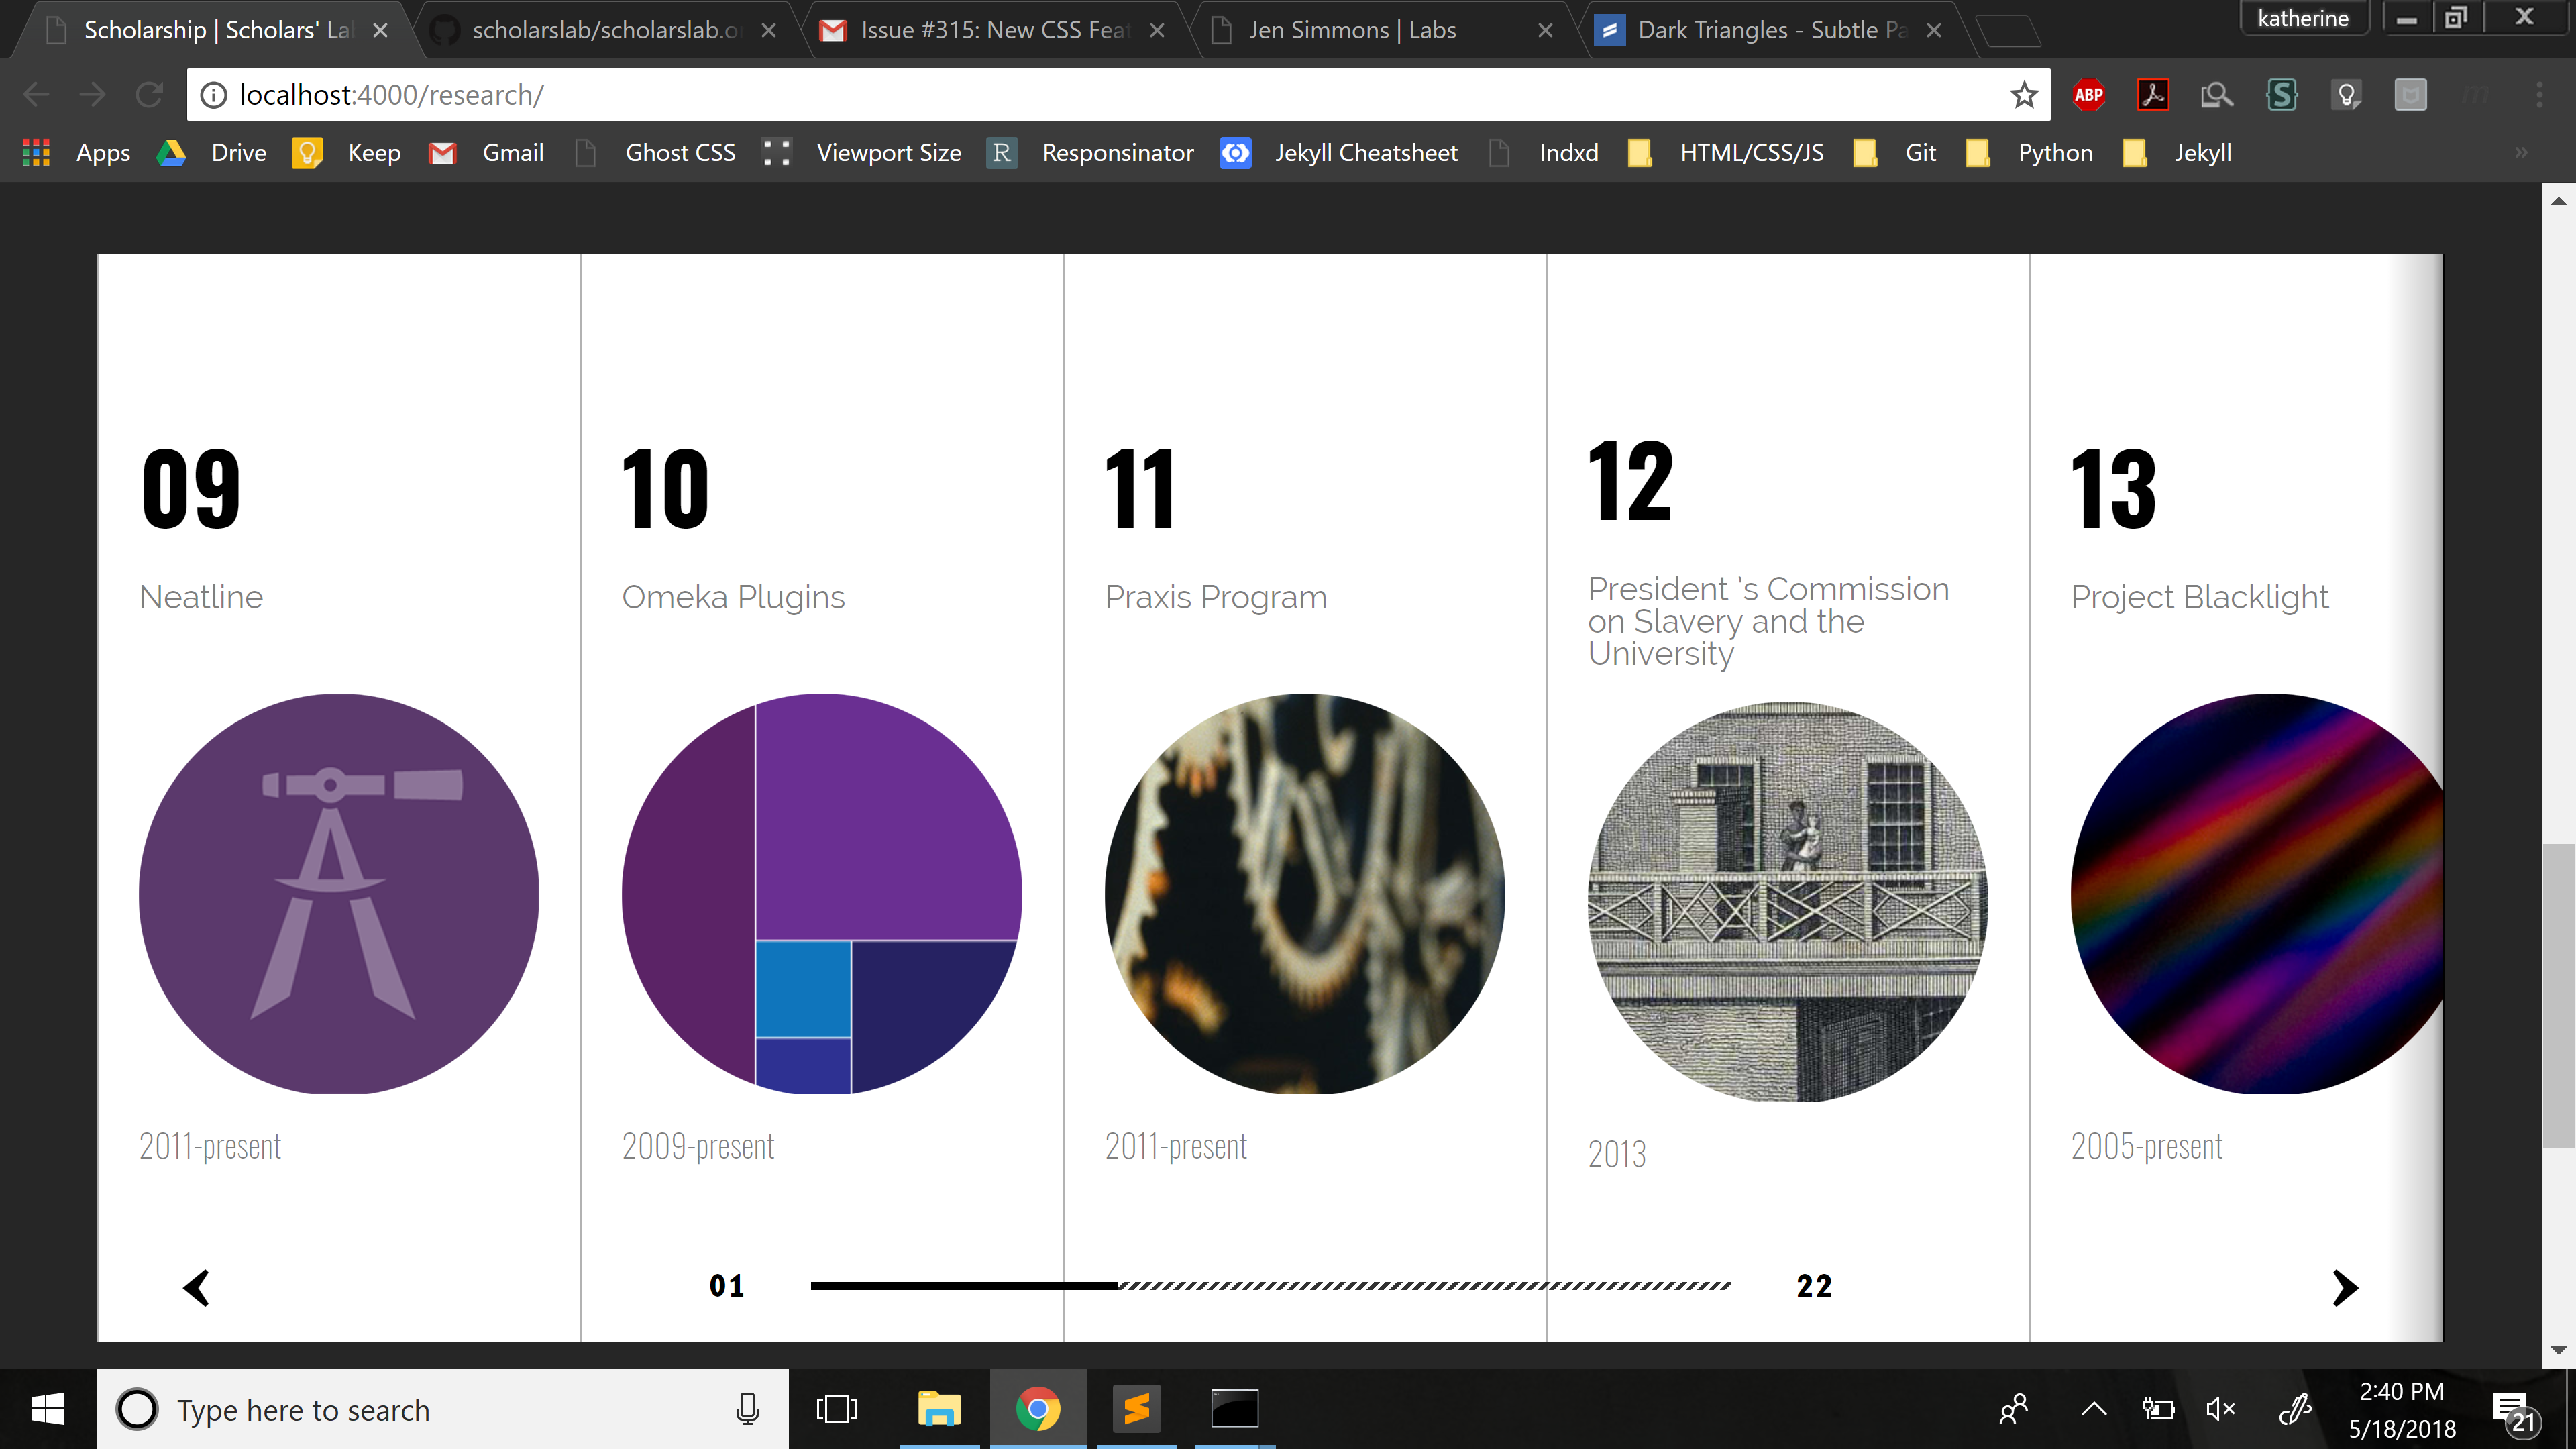 Scholarship | Scholars' La
scholarslab/scholarslab.o
Issue #315: New CSS Feat
Jen Simmons | Labs
Dark Triangles - Subtle Pa
katherine
localhost:4000/research/
ABP
S
m
Apps
Drive
Keep
Gmail
Ghost CSS
Viewport Size
R
Responsinator
Jekyll Cheatsheet
Indxd
HTML/CSS/JS
Git
Python
Jekyll
»
09
Neatline
2011-present
10
Omeka Plugins
2009-present
11
Praxis Program
2011-present
12
President ’s Commission
on Slavery and the
University
2013
13
Project Blacklight
2005-present
01
22
Type here to search
2:40 PM
5/18/2018
21